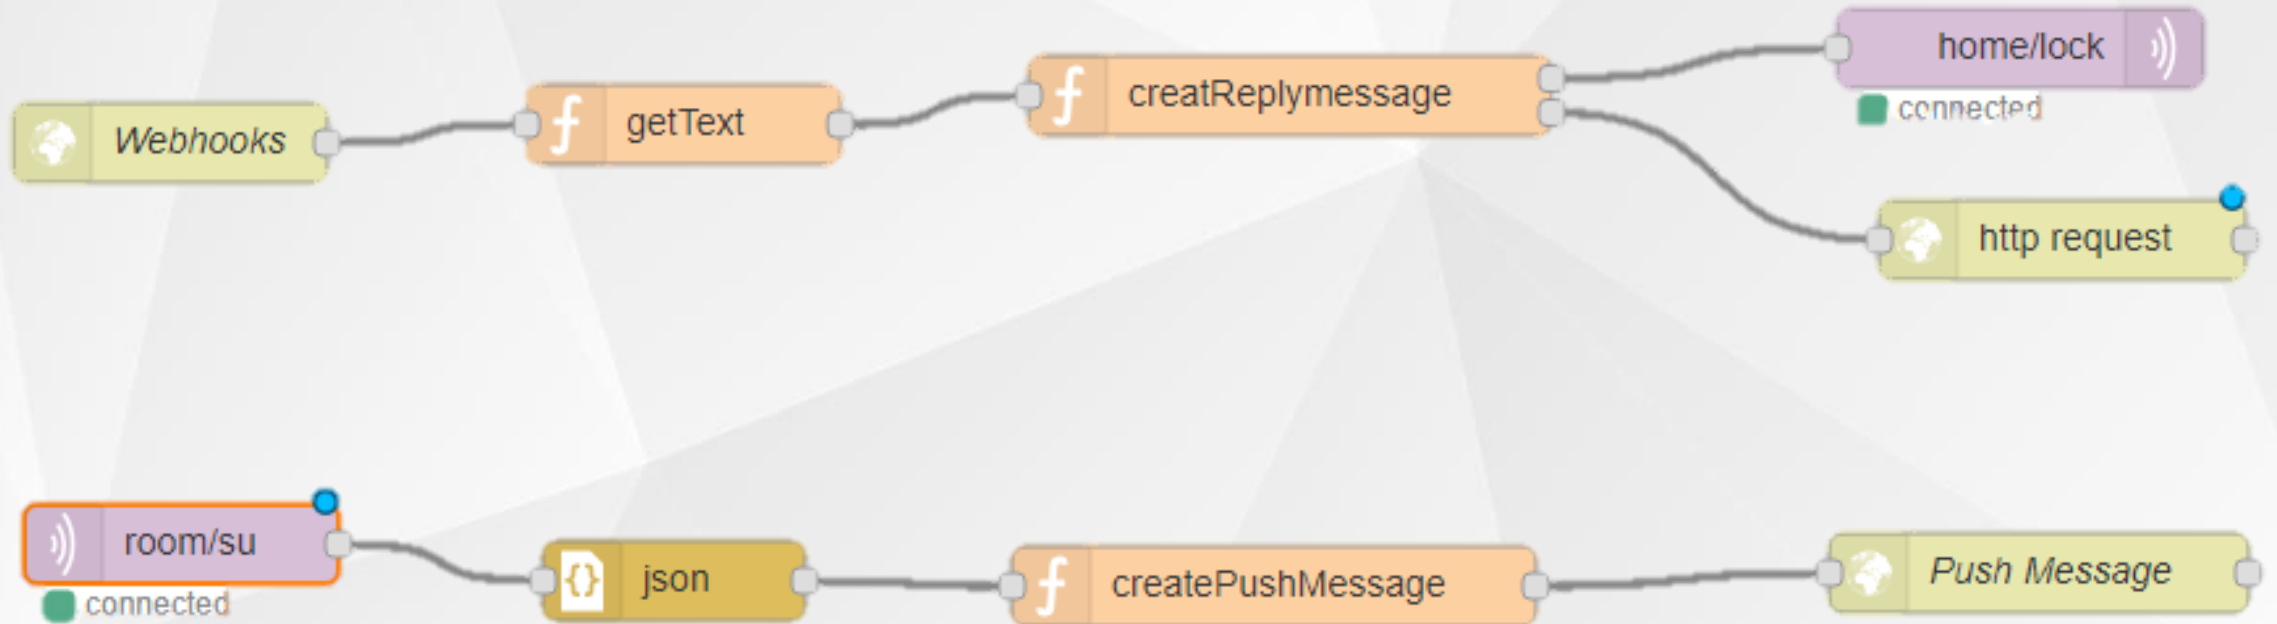 home/lock
creatReplymessage
connected
getText
Webhooks
http request
room/su
Push Message
json
createPushMessage
connected